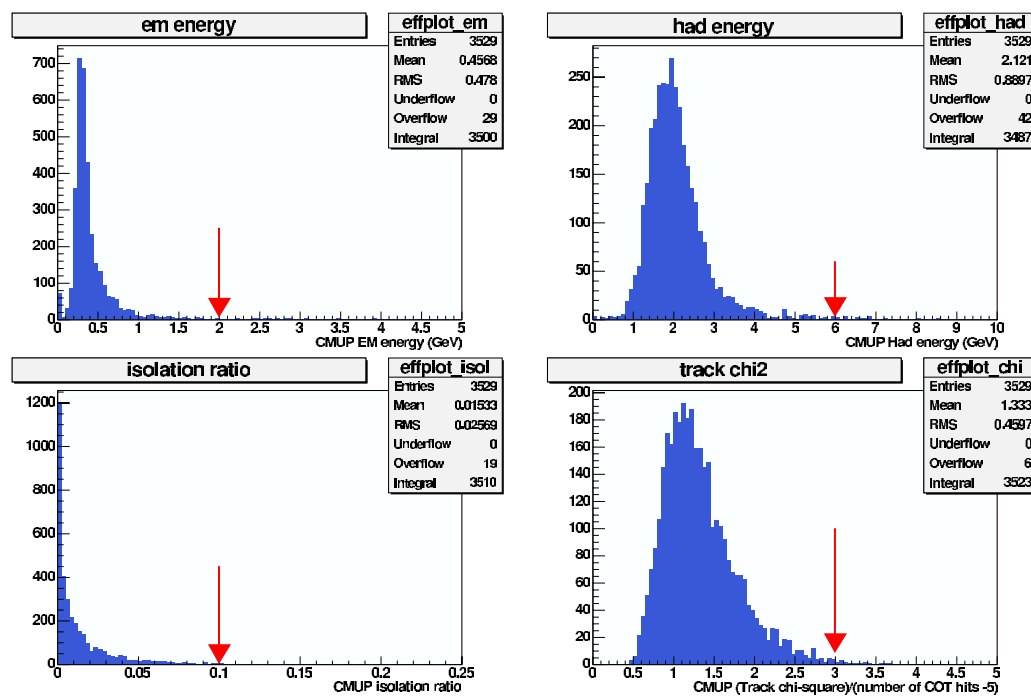 em energy
effplot_em
Entries 3529
Mean 0.4568
RMS 0.478
Underflow 0
Overflow 29
Integral 3500
700
600
500
400
300
200
100
0
0 0.5 1 1.5 2 2.5 3 3.5 4 4.5 5
CMUP EM energy (GeV)
had energy
effplot_had
Entries 3529
Mean 2.121
RMS 0.8897
Underflow 0
Overflow 42
Integral 3487
250
200
150
100
50
0
0 1 2 3 4 5 6 7 8 9 10
CMUP Had energy (GeV)
isolation ratio
effplot_isol
Entries 3529
Mean 0.01533
RMS 0.02569
Underflow 0
Overflow 19
Integral 3510
1200
1000
800
600
400
200
0
0 0.05 0.1 0.15 0.2 0.25
CMUP isolation ratio
track chi2
effplot_chi
Entries 3529
Mean 1.333
RMS 0.4597
Underflow 0
Overflow 6
Integral 3523
200
180
160
140
120
100
80
60
40
20
0
0 0.5 1 1.5 2 2.5 3 3.5 4 4.5 5
CMUP (Track chi-square)/(number of COT hits -5)